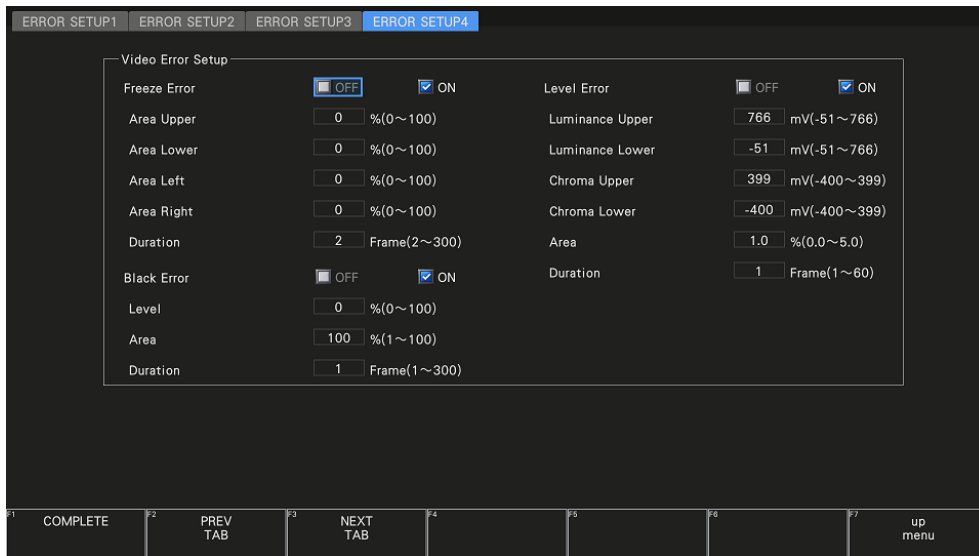 ERROR SETUP1 ERROR SETUP2 ERROR SETUP3 ERROR SETUP4
Video Error Setup
Freeze Error OFF ON
Area Upper 0 %(0～100)
Area Lower 0 %(0～100)
Area Left 0 %(0～100)
Area Right 0 %(0～100)
Duration 2 Frame(2～300)
Black Error OFF ON
Level 0 %(0～100)
Area 100 %(1～100)
Duration 1 Frame(1～300)
Level Error OFF ON
Luminance Upper 766 mV(-51～766)
Luminance Lower -51 mV(-51～766)
Chroma Upper 399 mV(-400～399)
Chroma Lower -400 mV(-400～399)
Area 1.0 %(0.0～5.0)
Duration 1 Frame(1～60)
F1 COMPLETE
F2 PREV
TAB
F3 NEXT
TAB
F4
F5
F6
F7 up
menu